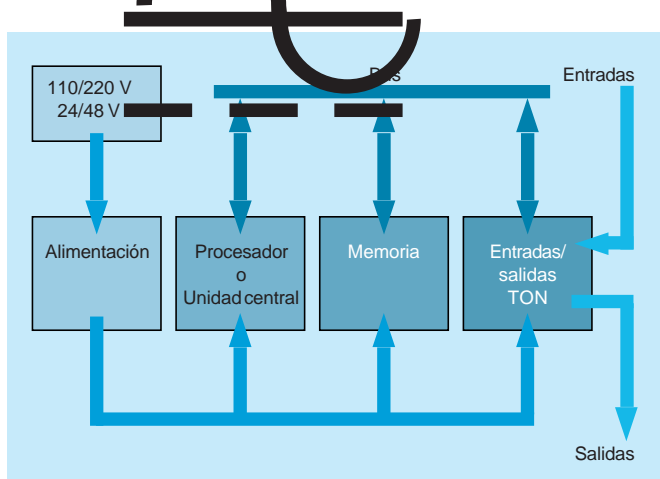 110/220 V
24/48 V
Entradas
Alimentación
Procesador
o
Unidad central
Memoria
Entradas/
salidas
TON
Salidas